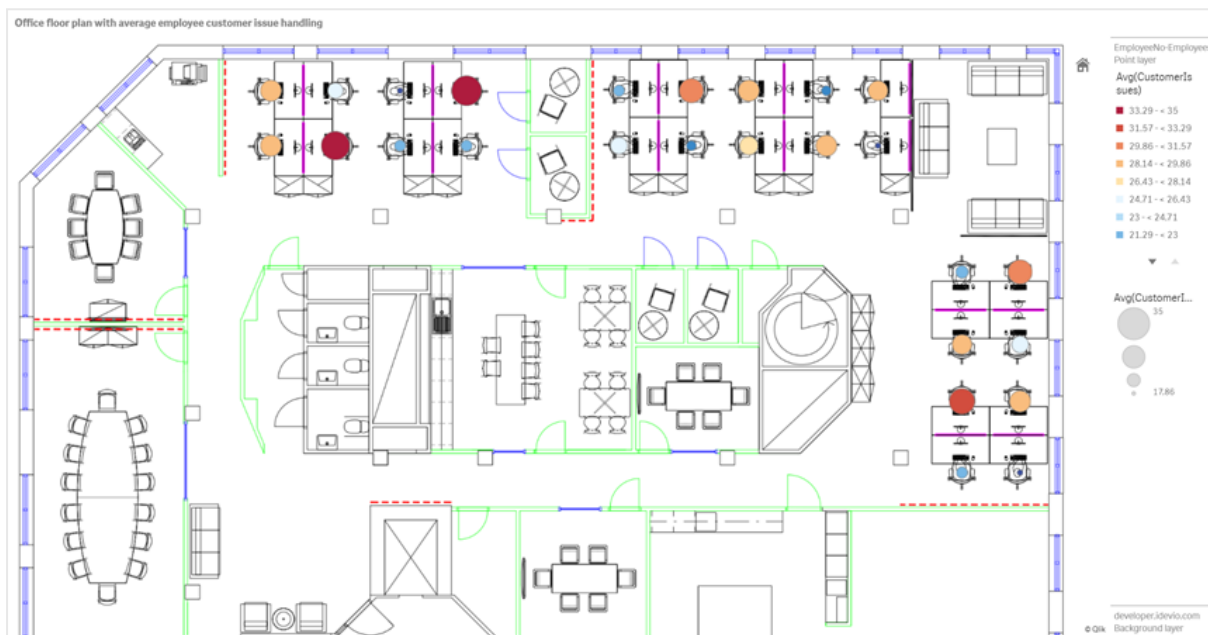 Office floor plan with average employee customer issue handling
EmployeeNo-Employee
Point layer
Avg(CustomerIs
sues)
33.29 - < 35
31.57 - < 33.29
29.86 - < 31.57
28.14 - < 29.86
26.43 - < 28.14
24.71 - < 26.43
23 - < 24.71
21.29 - < 23
Avg(CustomerI...
35
17.86
developer.idevio.com
© Qlik Background layer